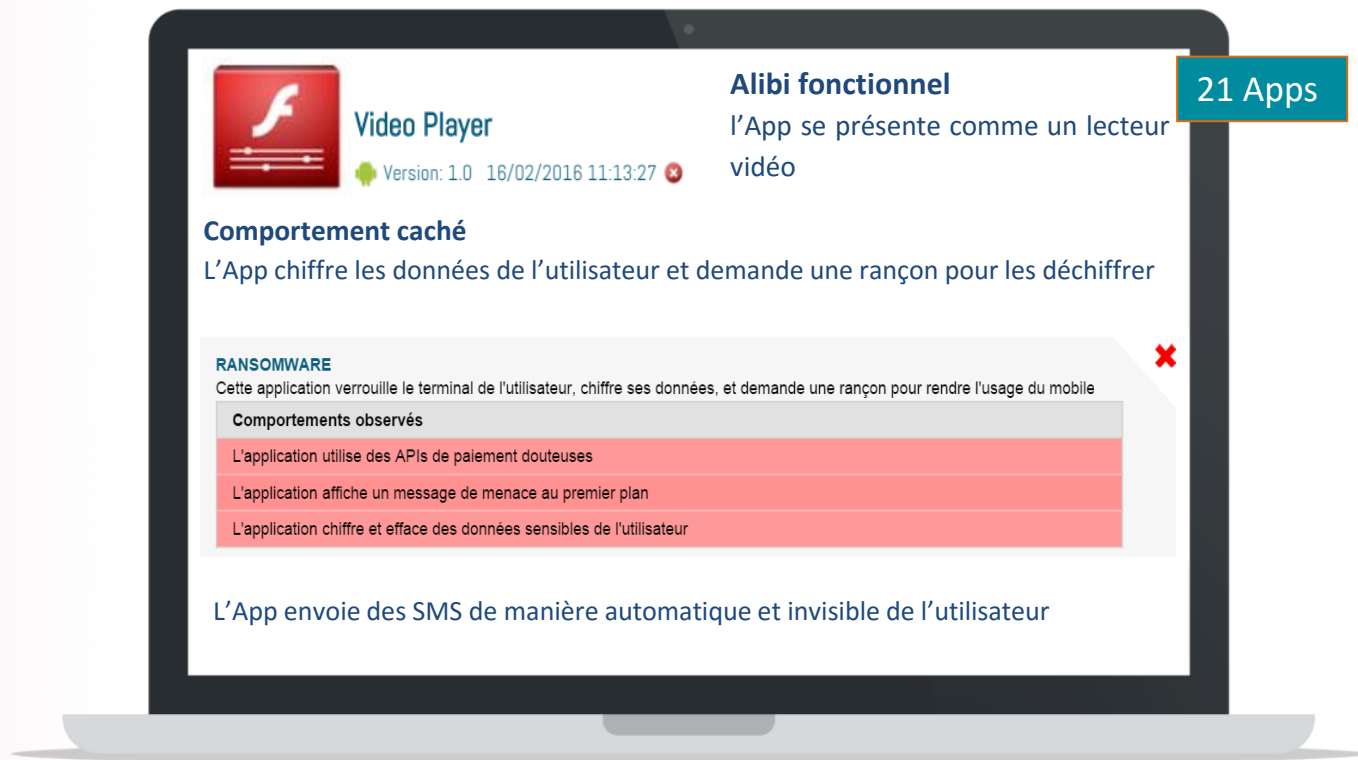 Video Player
Version: 1.0 16/02/2016 11:13:27
Alibi fonctionnel
l’App se présente comme un lecteur
vidéo
21 Apps
Comportement caché
L’App chiffre les données de l’utilisateur et demande une rançon pour les déchiffrer
RANSOMWARE
Cette application verrouille le terminal de l'utilisateur, chiffre ses données, et demande une rançon pour rendre l'usage du mobile
Comportements observés
L'application utilise des APIs de paiement douteuses
L'application affiche un message de menace au premier plan
L'application chiffre et efface des données sensibles de l'utilisateur
L’App envoie des SMS de manière automatique et invisible de l’utilisateur